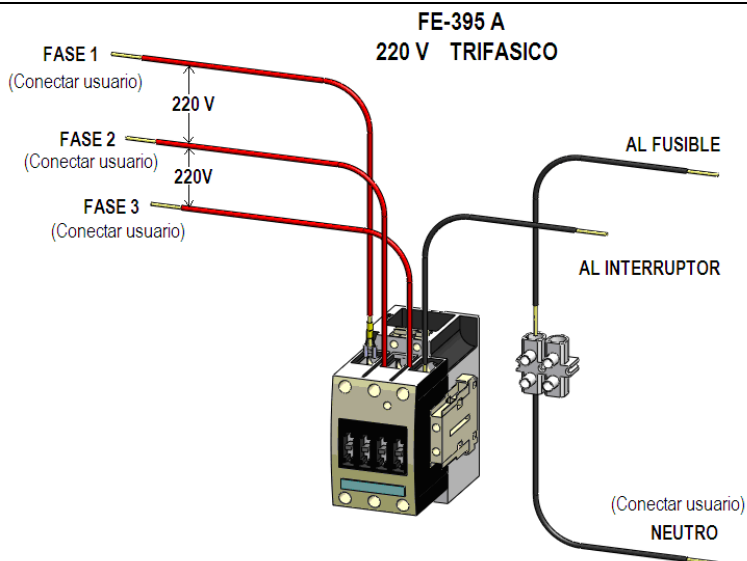 FE-395 A
220 V TRIFASICO
FASE 1
(Conectar usuario)
220 V
FASE 2
(Conectar usuario)
220V
FASE 3
(Conectar usuario)
AL FUSIBLE
AL INTERRUPTOR
(Conectar usuario)
NEUTRO